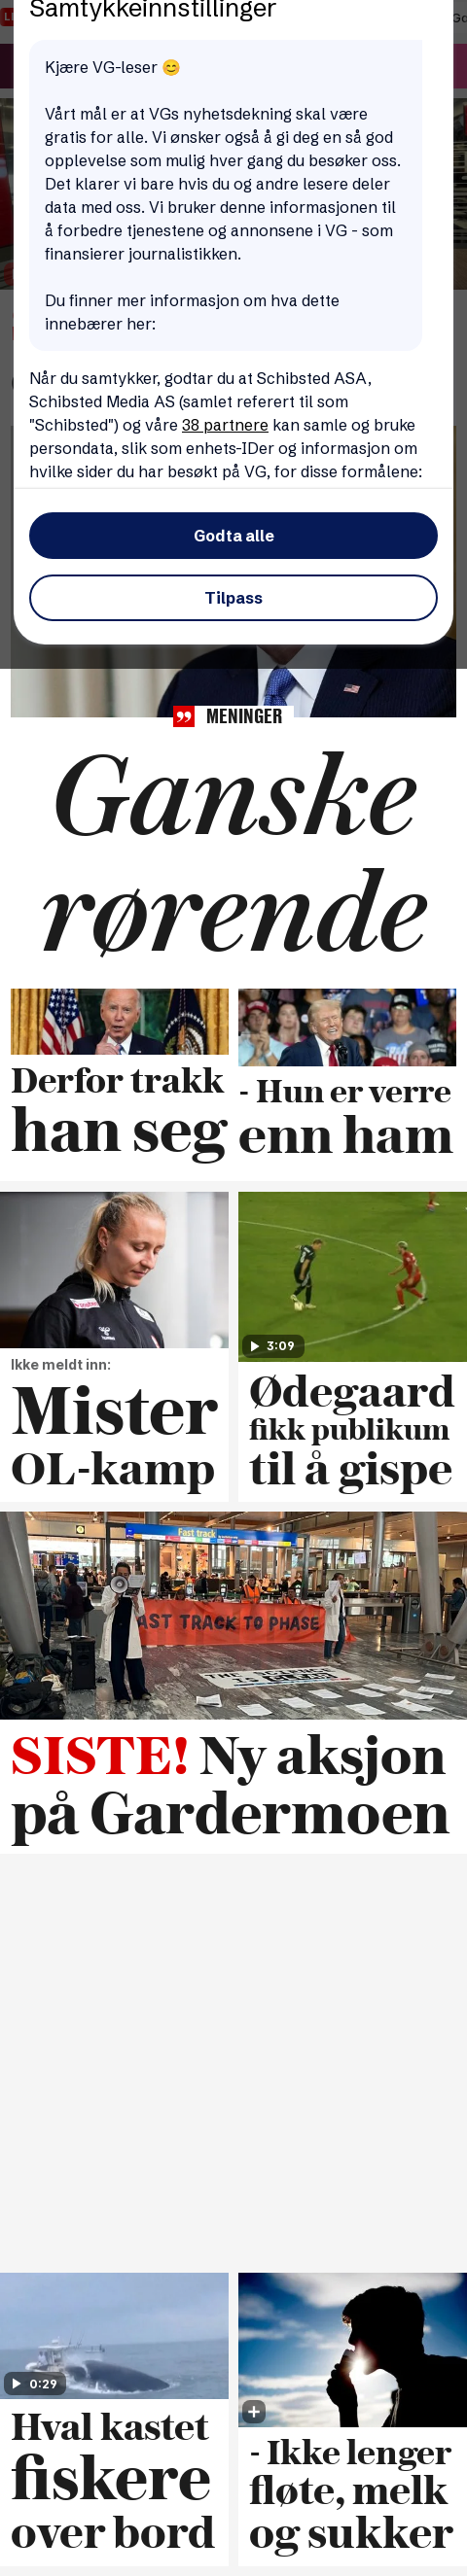 Samtykkeinnstillinger
Kjære VG-leser 😊
Vårt mål er at VGs nyhetsdekning skal være
gratis for alle. Vi ønsker også å gi deg en så god
opplevelse som mulig hver gang du besøker oss.
Det klarer vi bare hvis du og andre lesere deler
data med oss. Vi bruker denne informasjonen til
å forbedre tjenestene og annonsene i VG - som
finansierer journalistikken.
Du finner mer informasjon om hva dette
innebærer her:
Når du samtykker, godtar du at Schibsted ASA,
Schibsted Media AS (samlet referert til som
"Schibsted") og våre 38 partnere kan samle og bruke
persondata, slik som enhets-IDer og informasjon om
hvilke sider du har besøkt på VG, for disse formålene:
Godta alle
Tilpass
MENINGER
Ganske
rørende
Derfor trakk
han seg
- Hun er verre
enn ham
Ikke meldt inn:
Mister
OL-kamp
3:09
Ødegaard
fikk publikum
til å gispe
Fast track
FAST TRACK TO PHASE
THE SCIENCE
IS CLEAR
SISTE! Ny aksjon
på Gardermoen
0:29
Hval kastet
fiskere
over bord
- Ikke lenger
fløte, melk
og sukker